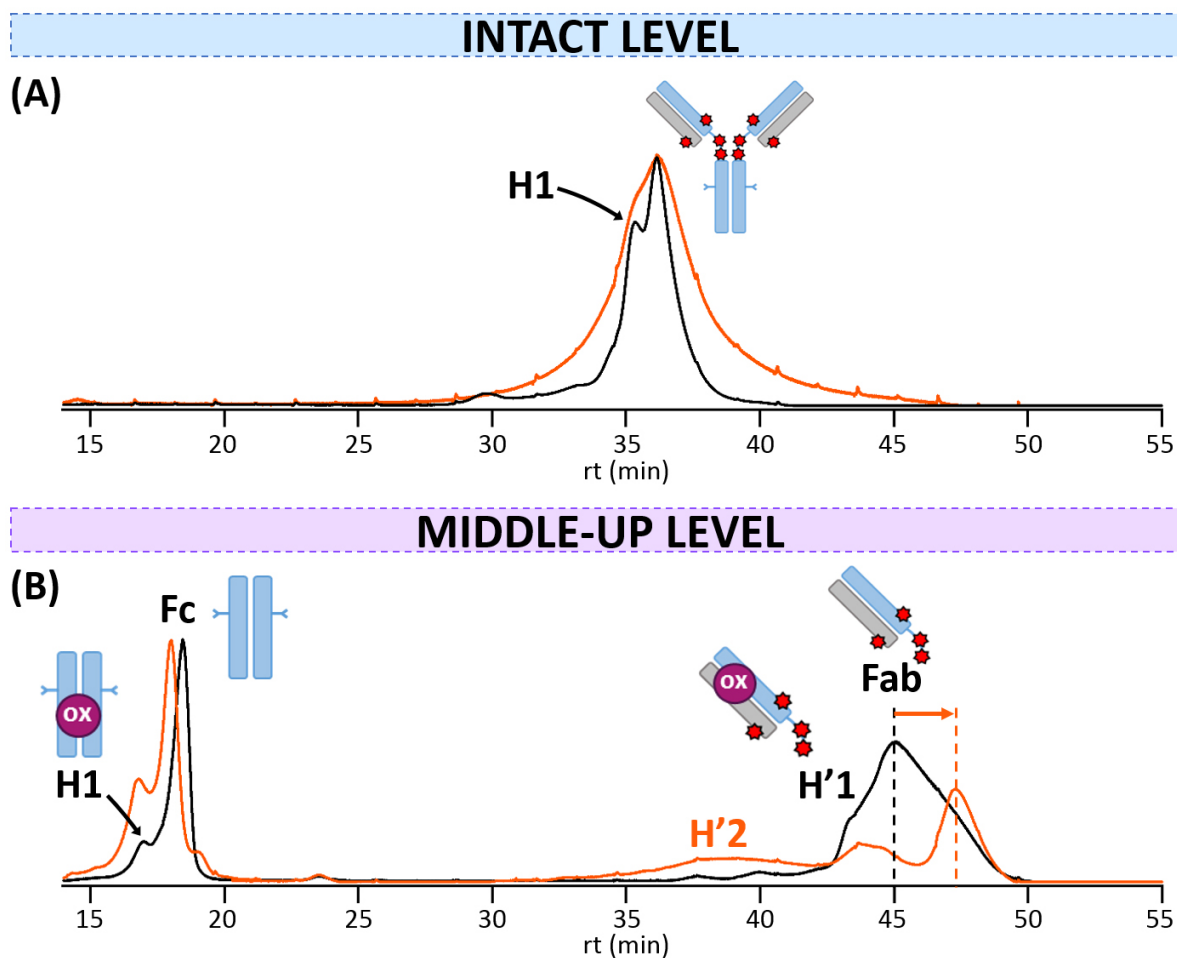 INTACT LEVEL
(A)
H1
15 20 25 30 35 40 45 50 55
rt (min)
MIDDLE-UP LEVEL
(B)
Fc
OX
H1
Fab
OX
H'1
H'2
15 20 25 30 35 40 45 50 55
rt (min)